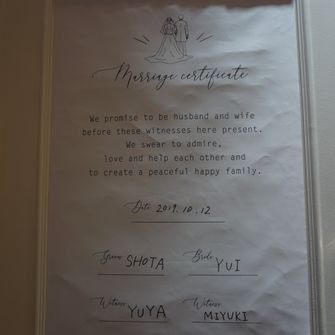 Marriage certificate
We promise to be husband and wife
before these witnesses here present.
We swear to admire,
love and help each other and
to create a peaceful happy family.
Date 2019.10.12
Groom SHOTA Bride YUI
Witness YUYA Witness MIYUKI